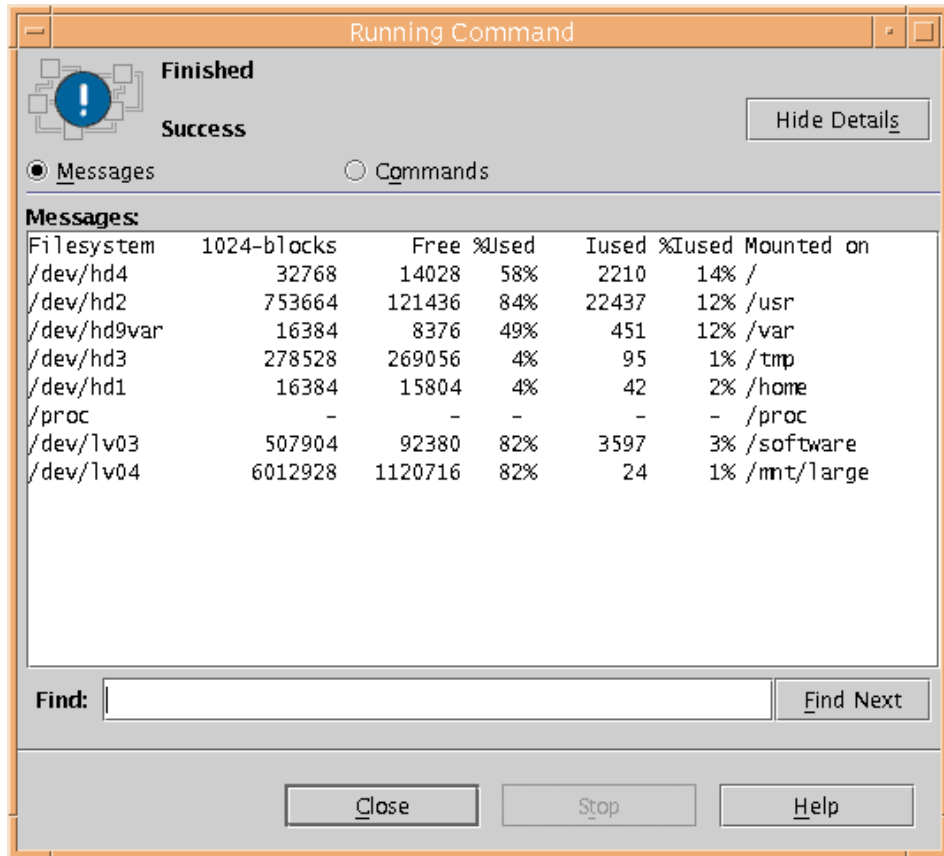 Running Command
Finished
Success
Hide Details
Messages
Commands
Messages:
Filesystem 1024-blocks Free %Used Iused %Iused Mounted on
/dev/hd4 32768 14028 58% 2210 14% /
/dev/hd2 753664 121436 84% 22437 12% /usr
/dev/hd9var 16384 8376 49% 451 12% /var
/dev/hd3 278528 269056 4% 95 1% /tmp
/dev/hd1 16384 15804 4% 42 2% /home
/proc - - - - - /proc
/dev/lv03 507904 92380 82% 3597 3% /software
/dev/lv04 6012928 1120716 82% 24 1% /mnt/large
Find:
Find Next
Close
Stop
Help